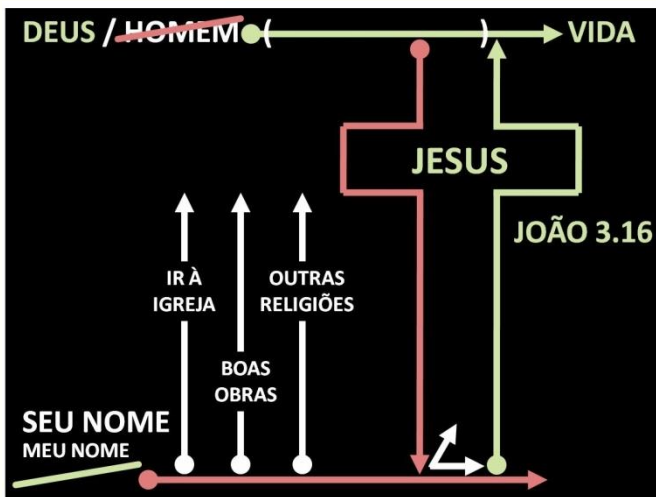 DEUS / HOMEM ( ) VIDA
JESUS
JOÃO 3.16
IR À
IGREJA
OUTRAS
RELIGIÕES
BOAS
OBRAS
SEU NOME
MEU NOME